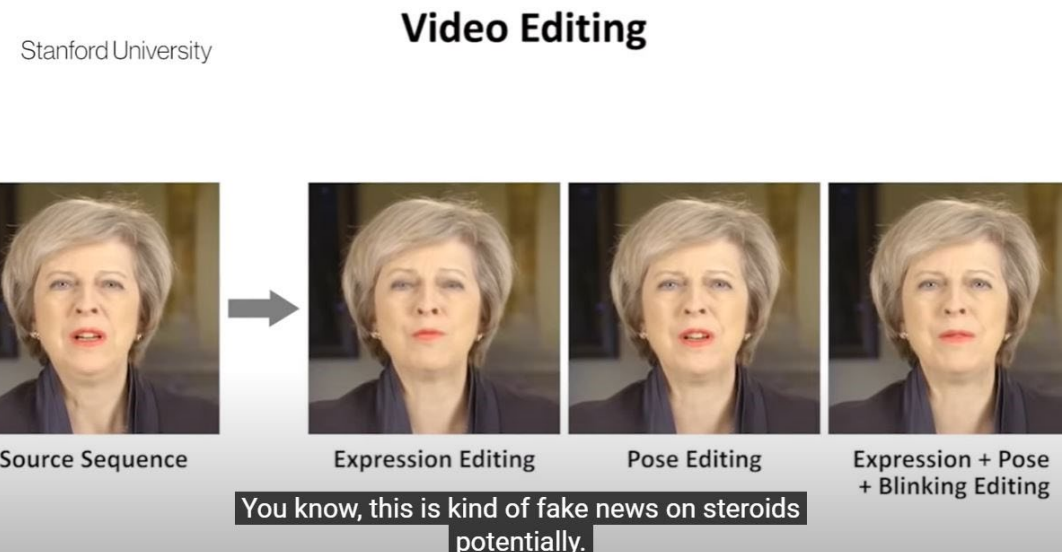 Video Editing
Stanford University
Source Sequence
Expression Editing
Pose Editing
Expression + Pose
+ Blinking Editing
You know, this is kind of fake news on steroids
potentially.